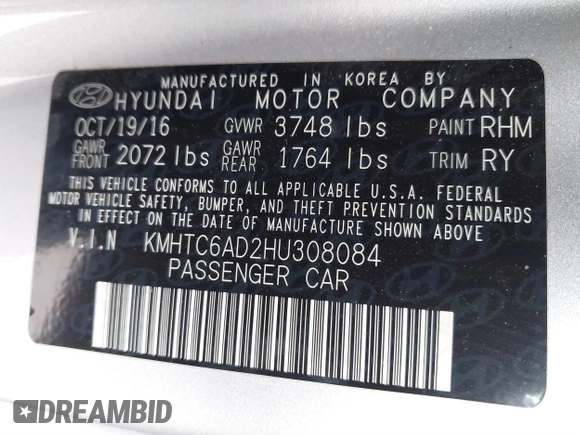 MANUFACTURED IN KOREA BY
HYUNDAI MOTOR COMPANY
OCT/19/16 GVWR 3748 lbs PAINT RHM
GAWR FRONT 2072 lbs GAWR REAR 1764 lbs TRIM RY
THIS VEHICLE CONFORMS TO ALL APPLICABLE U.S.A. FEDERAL
MOTOR VEHICLE SAFETY, BUMPER, AND THEFT PREVENTION STANDARDS
IN EFFECT ON THE DATE OF MANUFACTURE SHOWN ABOVE
V.I.N KMHTC6AD2HU308084
PASSENGER CAR
DREAMBID